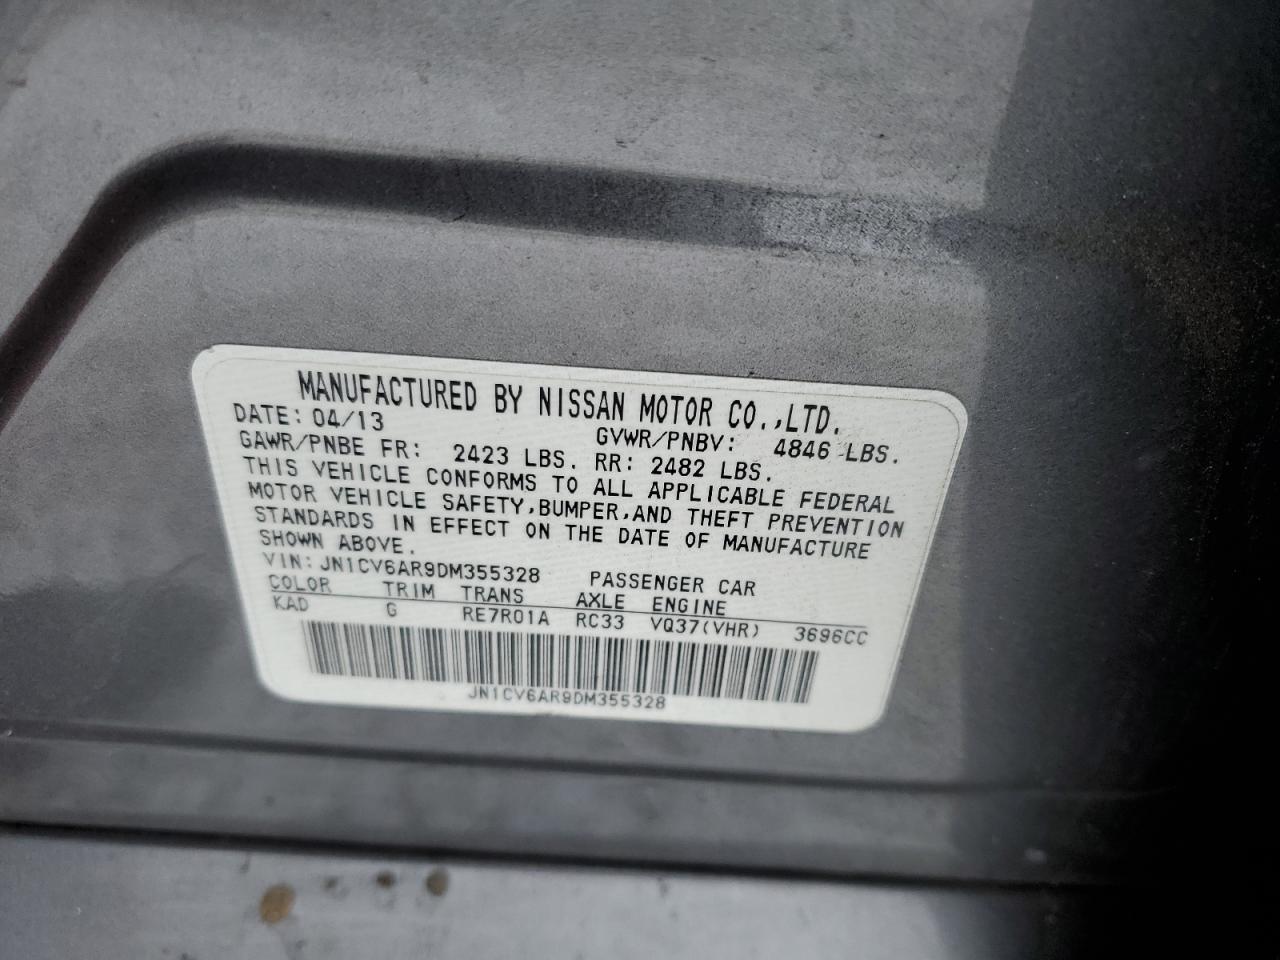 MANUFACTURED BY NISSAN MOTOR CO.,LTD.
DATE: 04/13 GVWR/PNBV: 4846 LBS.
GAWR/PNBE FR: 2423 LBS. RR: 2482 LBS.
THIS VEHICLE CONFORMS TO ALL APPLICABLE FEDERAL
MOTOR VEHICLE SAFETY,BUMPER,AND THEFT PREVENTION
STANDARDS IN EFFECT ON THE DATE OF MANUFACTURE
SHOWN ABOVE.
VIN: JN1CV6AR9DM355328 PASSENGER CAR
COLOR TRIM TRANS AXLE ENGINE
KAD G RE7R01A RC33 VQ37(VHR) 3696CC
JN1CV6AR9DM355328